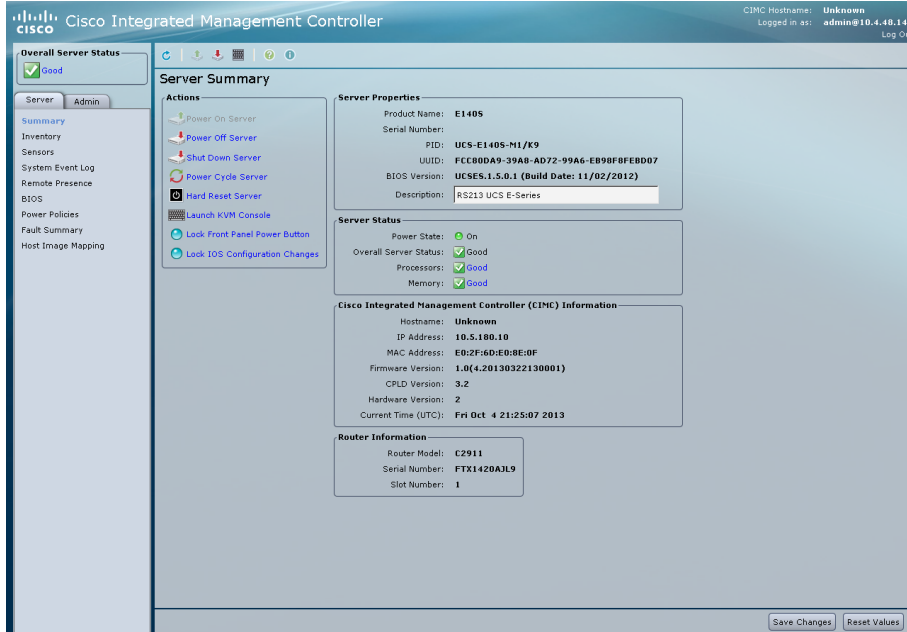 CISCO
Cisco Integrated Management Controller
CIMC Hostname: Unknown
Logged in as: admin@10.4.48.14
Log
Overall Server Status
Good
Server Admin
Summary
Inventory
Sensors
System Event Log
Remote Presence
BIOS
Power Policies
Fault Summary
Host Image Mapping
Server Summary
Actions
Power On Server
Power Off Server
Shut Down Server
Power Cycle Server
Hard Reset Server
Launch KVM Console
Lock Front Panel Power Button
Lock IOS Configuration Changes
Server Properties
Product Name: E140S
Serial Number:
PID: UCS-E140S-M1/K9
UUID: FCC80DA9-39A8-AD72-99A6-EB98F8FEBD07
BIOS Version: UCSES.1.5.0.1 (Build Date: 11/02/2012)
Description: RS213 UCS E-Series
Server Status
Power State: On
Overall Server Status: Good
Processors: Good
Memory: Good
Cisco Integrated Management Controller (CIMC) Information
Hostname: Unknown
IP Address: 10.5.180.10
MAC Address: E0:2F:6D:E0:8E:0F
Firmware Version: 1.0(4.20130322130001)
CPLD Version: 3.2
Hardware Version: 2
Current Time (UTC): Fri Oct 4 21:25:07 2013
Router Information
Router Model: C2911
Serial Number: FTX1420AJL9
Slot Number: 1
Save Changes Reset Values